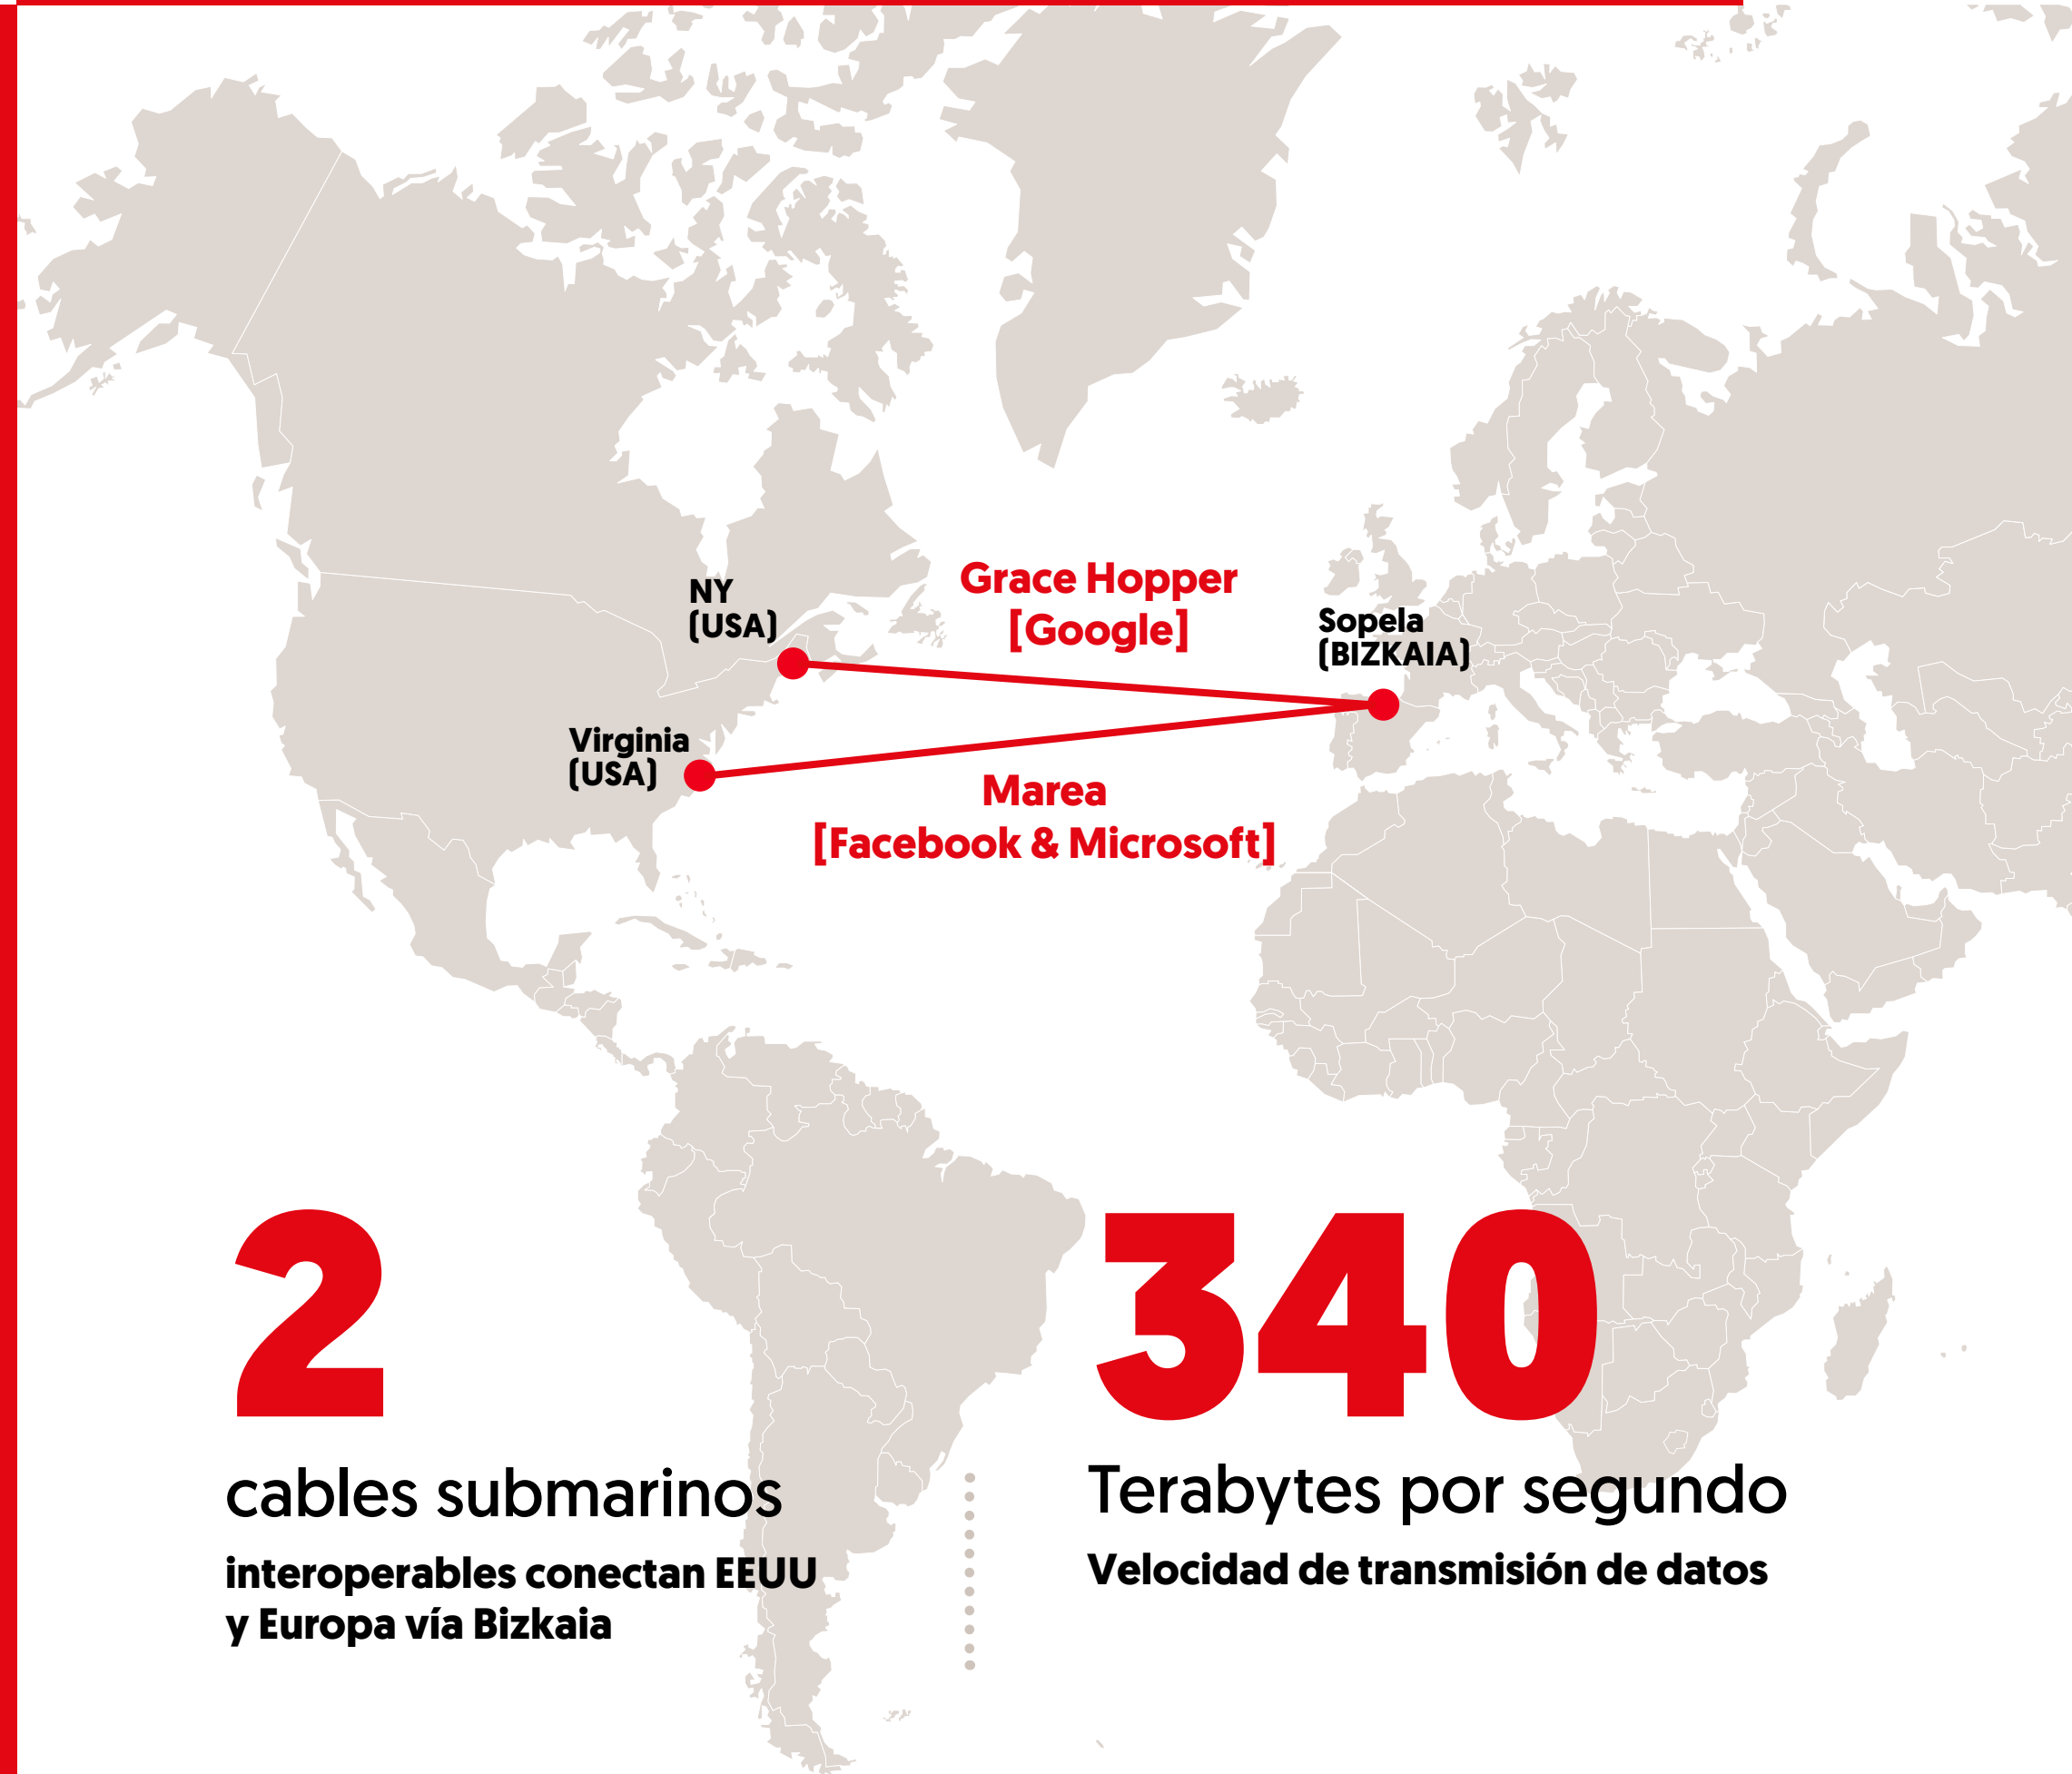 NY
(USA)
Grace Hopper
[Google]
Sopela
(BIZKAIA)
Virginia
(USA)
Marea
[Facebook & Microsoft]
2
cables submarinos
interoperables conectan EEUU
y Europa vía Bizkaia
340
Terabytes por segundo
Velocidad de transmisión de datos